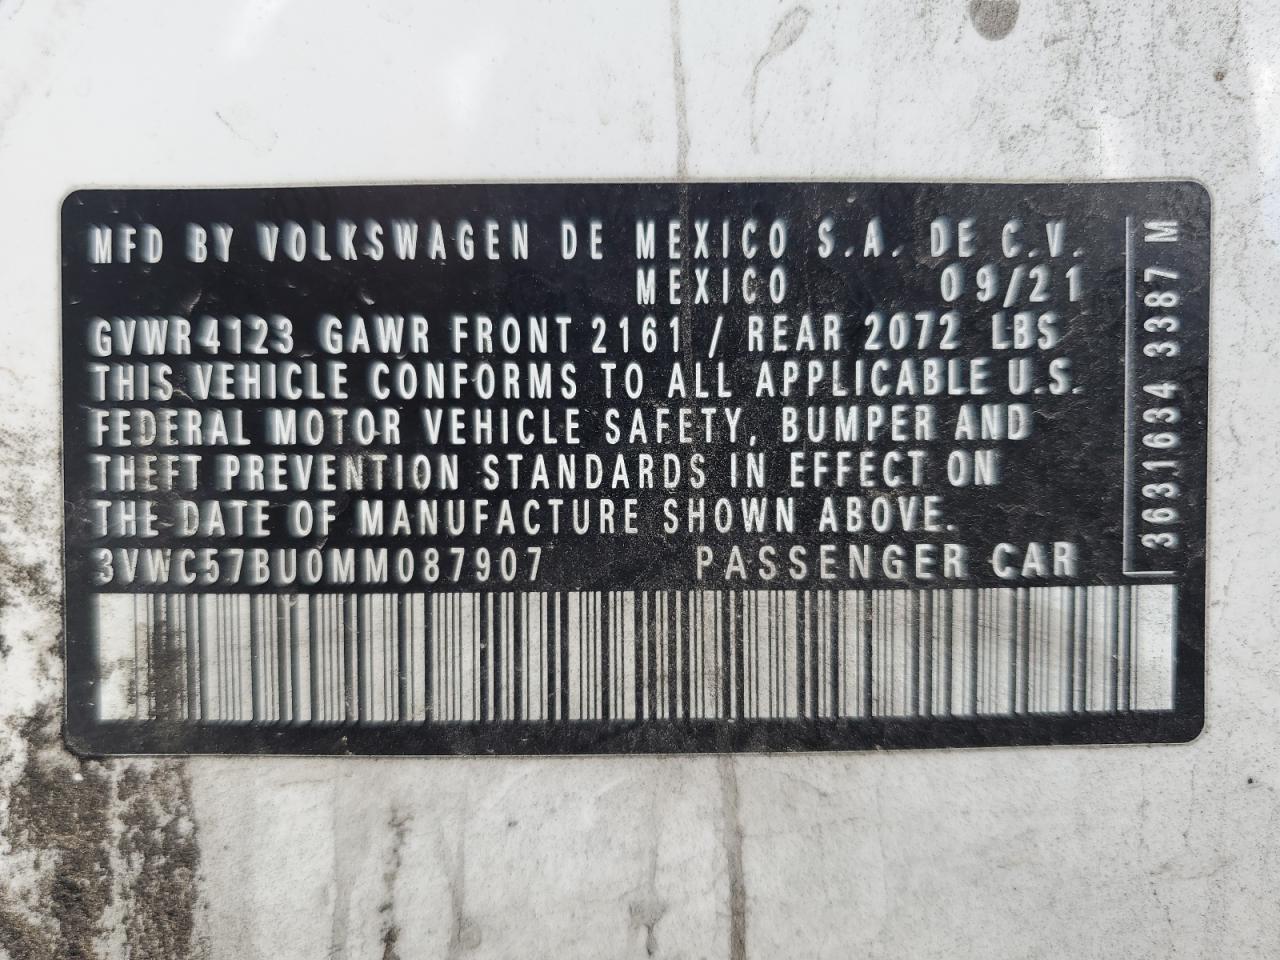 MFD BY VOLKSWAGEN DE MEXICO S.A. DE C.V.
MEXICO 09/21
GVWR 4123 GAWR FRONT 2161 / REAR 2072 LBS
THIS VEHICLE CONFORMS TO ALL APPLICABLE U.S.
FEDERAL MOTOR VEHICLE SAFETY, BUMPER AND
THEFT PREVENTION STANDARDS IN EFFECT ON
THE DATE OF MANUFACTURE SHOWN ABOVE.
3VWC57BU0MM087907 PASSENGER CAR
3631634 3387 M